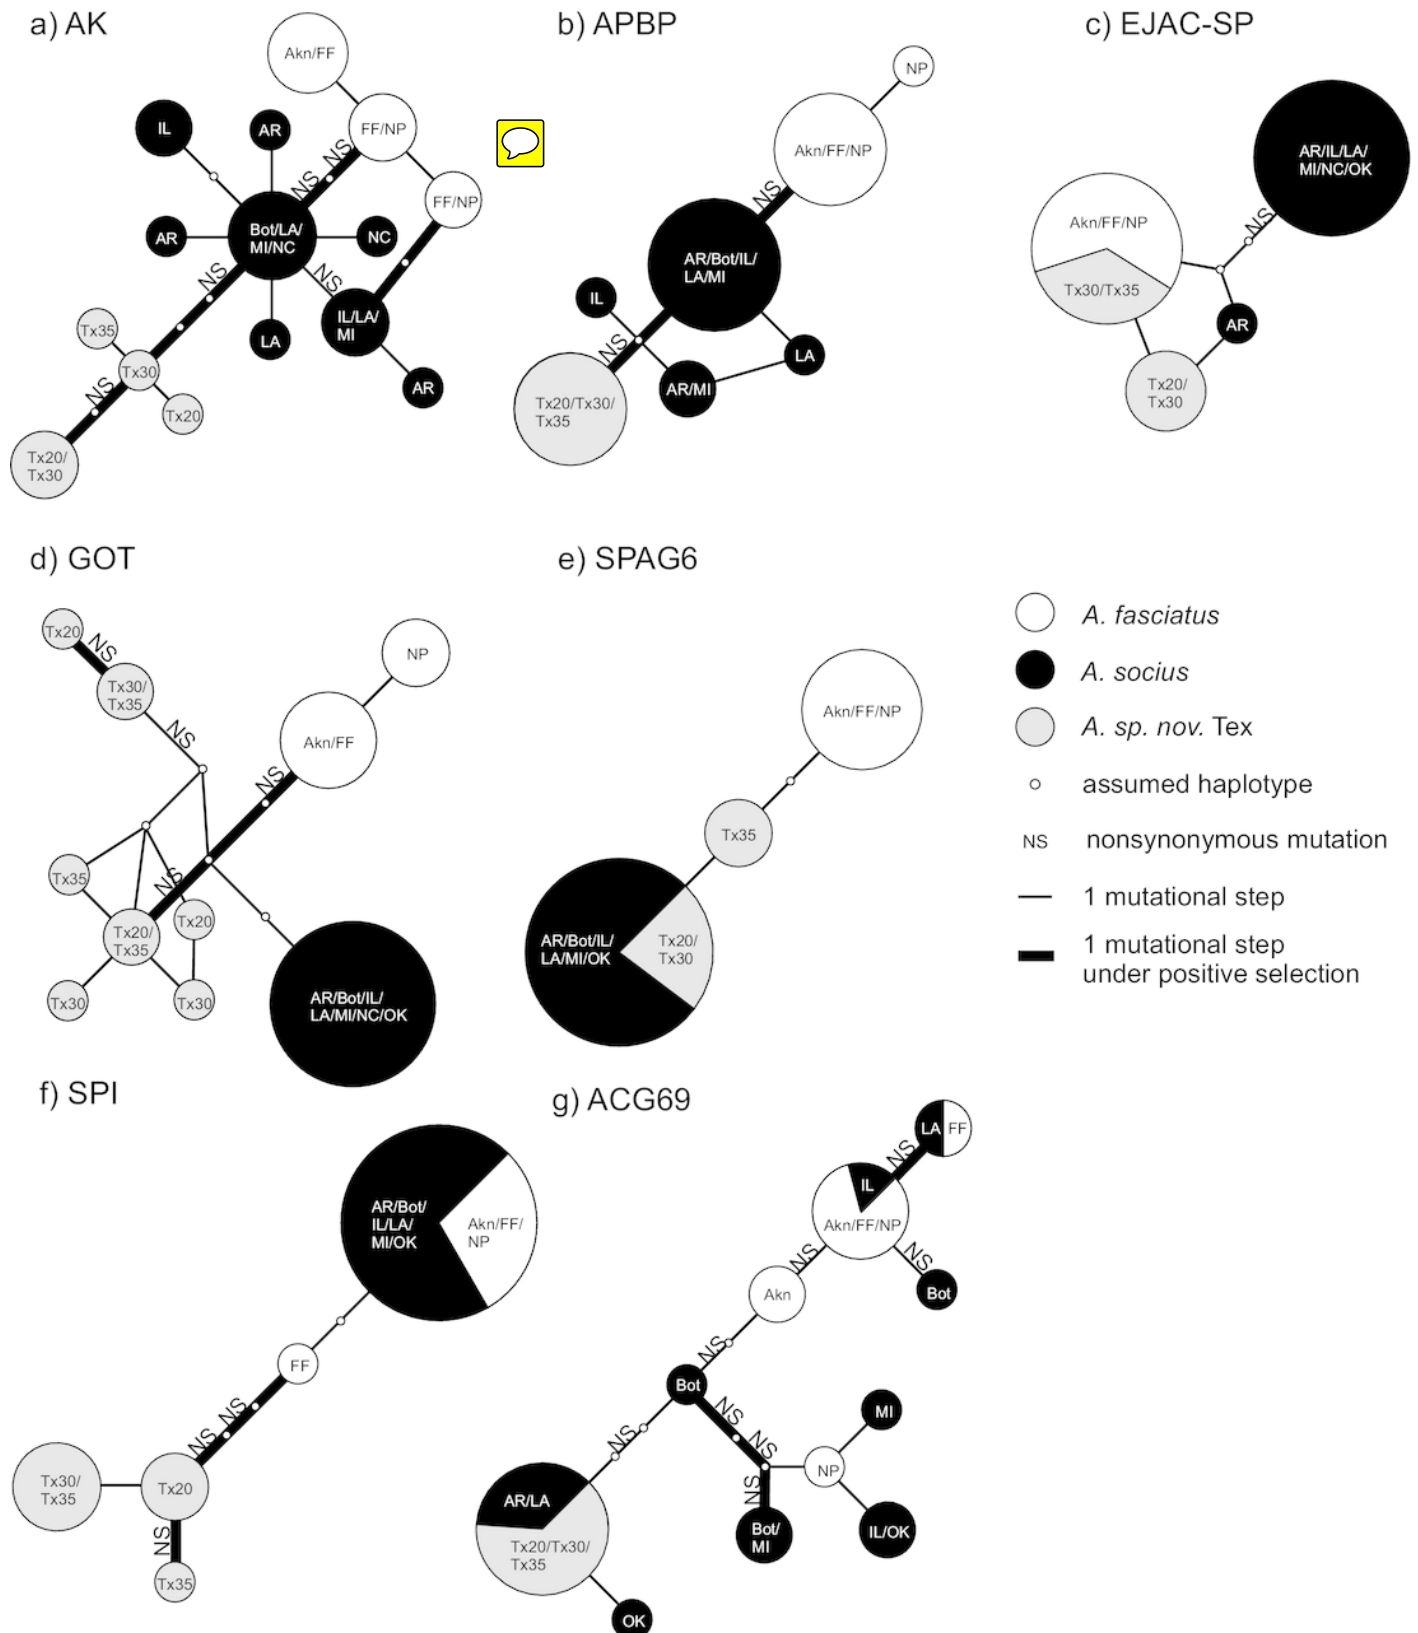 a) AK
Akn/FF
FF/NP
FF/NP
IL
AR
AR
Bot/LA/
MI/NC
NC
LA
IL/LA/
MI
AR
NS
NS
NS
NS
NS
Tx35
Tx30
Tx20
Tx20/
Tx30
b) APBP
NP
Akn/FF/NP
NS
AR/Bot/IL/
LA/MI
IL
NS
LA
AR/MI
Tx20/Tx30/
Tx35
c) EJAC-SP
AR/IL/LA/
MI/NC/OK
NS
Akn/FF/NP
Tx30/Tx35
AR
Tx20/
Tx30
d) GOT
Tx20
NS
Tx30/
Tx35
NS
NP
Akn/FF
NS
NS
Tx35
Tx20/
Tx35
Tx20
Tx30
Tx30
AR/Bot/IL/
LA/MI/NC/OK
e) SPAG6
Akn/FF/NP
Tx35
AR/Bot/IL/
LA/MI/OK
Tx20/
Tx30
A. fasciatus
A. socius
A. sp. nov. Tex
assumed haplotype
NS nonsynonymous mutation
1 mutational step
1 mutational step
under positive selection
f) SPI
AR/Bot/
IL/LA/
MI/OK
Akn/FF/
NP
FF
NS
NS
Tx30/
Tx35
Tx20
NS
Tx35
g) ACG69
LA
FF
NS
IL
Akn/FF/NP
NS
Bot
NS
Akn
NS
Bot
NS
NS
NS
MI
NP
IL/OK
Bot/
MI
NS
AR/LA
Tx20/Tx30/
Tx35
OK